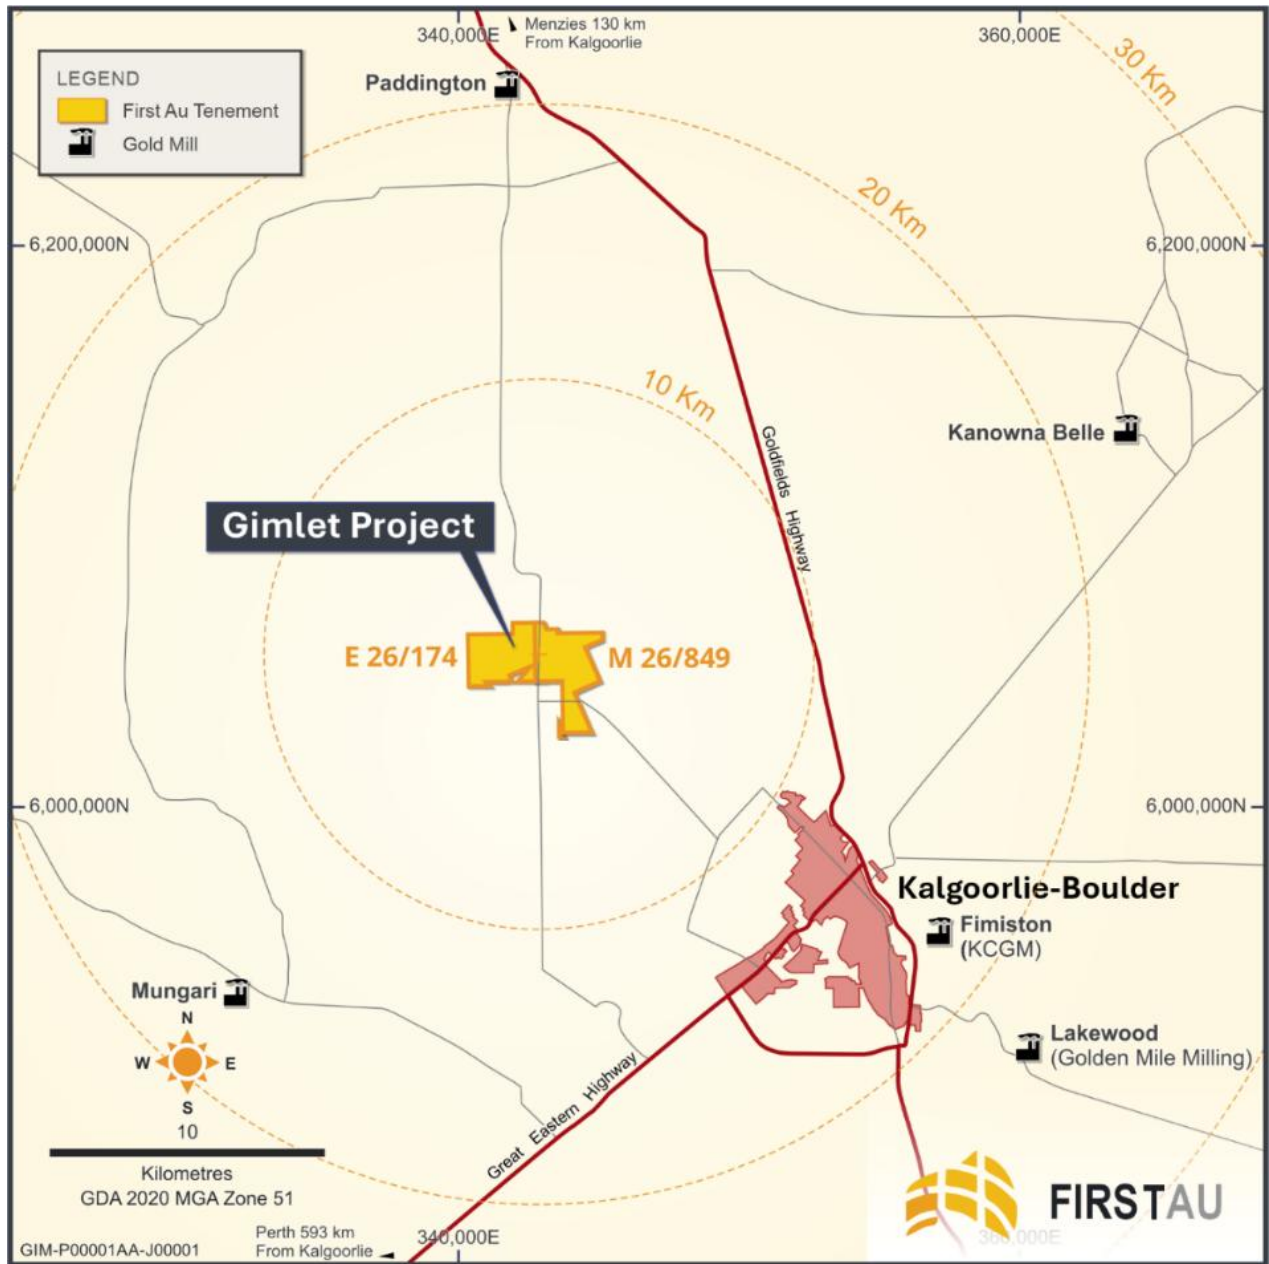 340,000E
Menzies 130 km
From Kalgoorlie
360,000E
30 Km
LEGEND
First Au Tenement
Gold Mill
Paddington
20 Km
6,200,000N
6,200,000N
10 Km
Goldfields Highway
Kanowna Belle
Gimlet Project
E 26/174
M 26/849
6,000,000N
6,000,000N
Kalgoorlie-Boulder
Fimiston
(KCGM)
Mungari
N
W
E
S
Lakewood
(Golden Mile Milling)
10
Kilometres
GDA 2020 MGA Zone 51
Great Eastern Highway
FIRSTAU
GIM-P00001AA-J00001
Perth 593 km
From Kalgoorlie
340,000E
360,000E